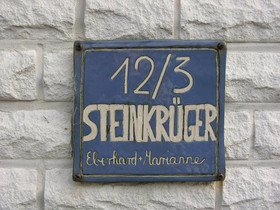 12/3
STEINKRÜGER
Eberhard + Marianne